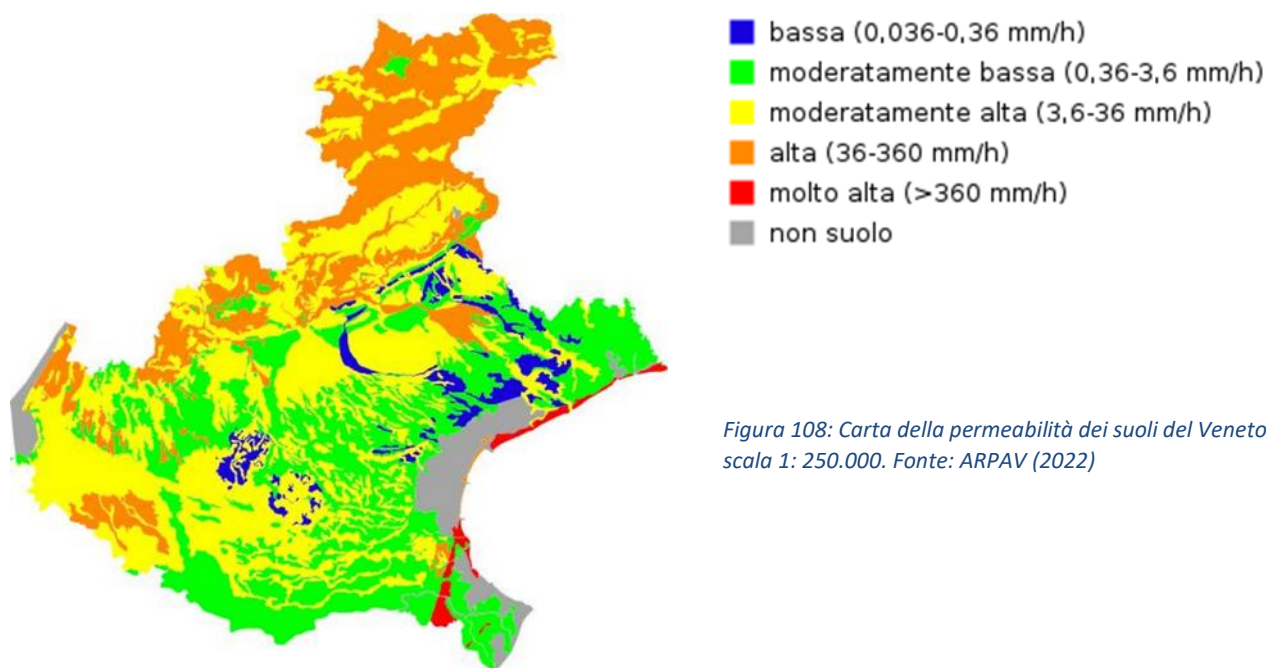 bassa (0,036-0,36 mm/h)
moderatamente bassa (0,36-3,6 mm/h)
moderatamente alta (3,6-36 mm/h)
alta (36-360 mm/h)
molto alta (>360 mm/h)
non suolo
Figura 108: Carta della permeabilità dei suoli del Veneto
scala 1: 250.000. Fonte: ARPAV (2022)